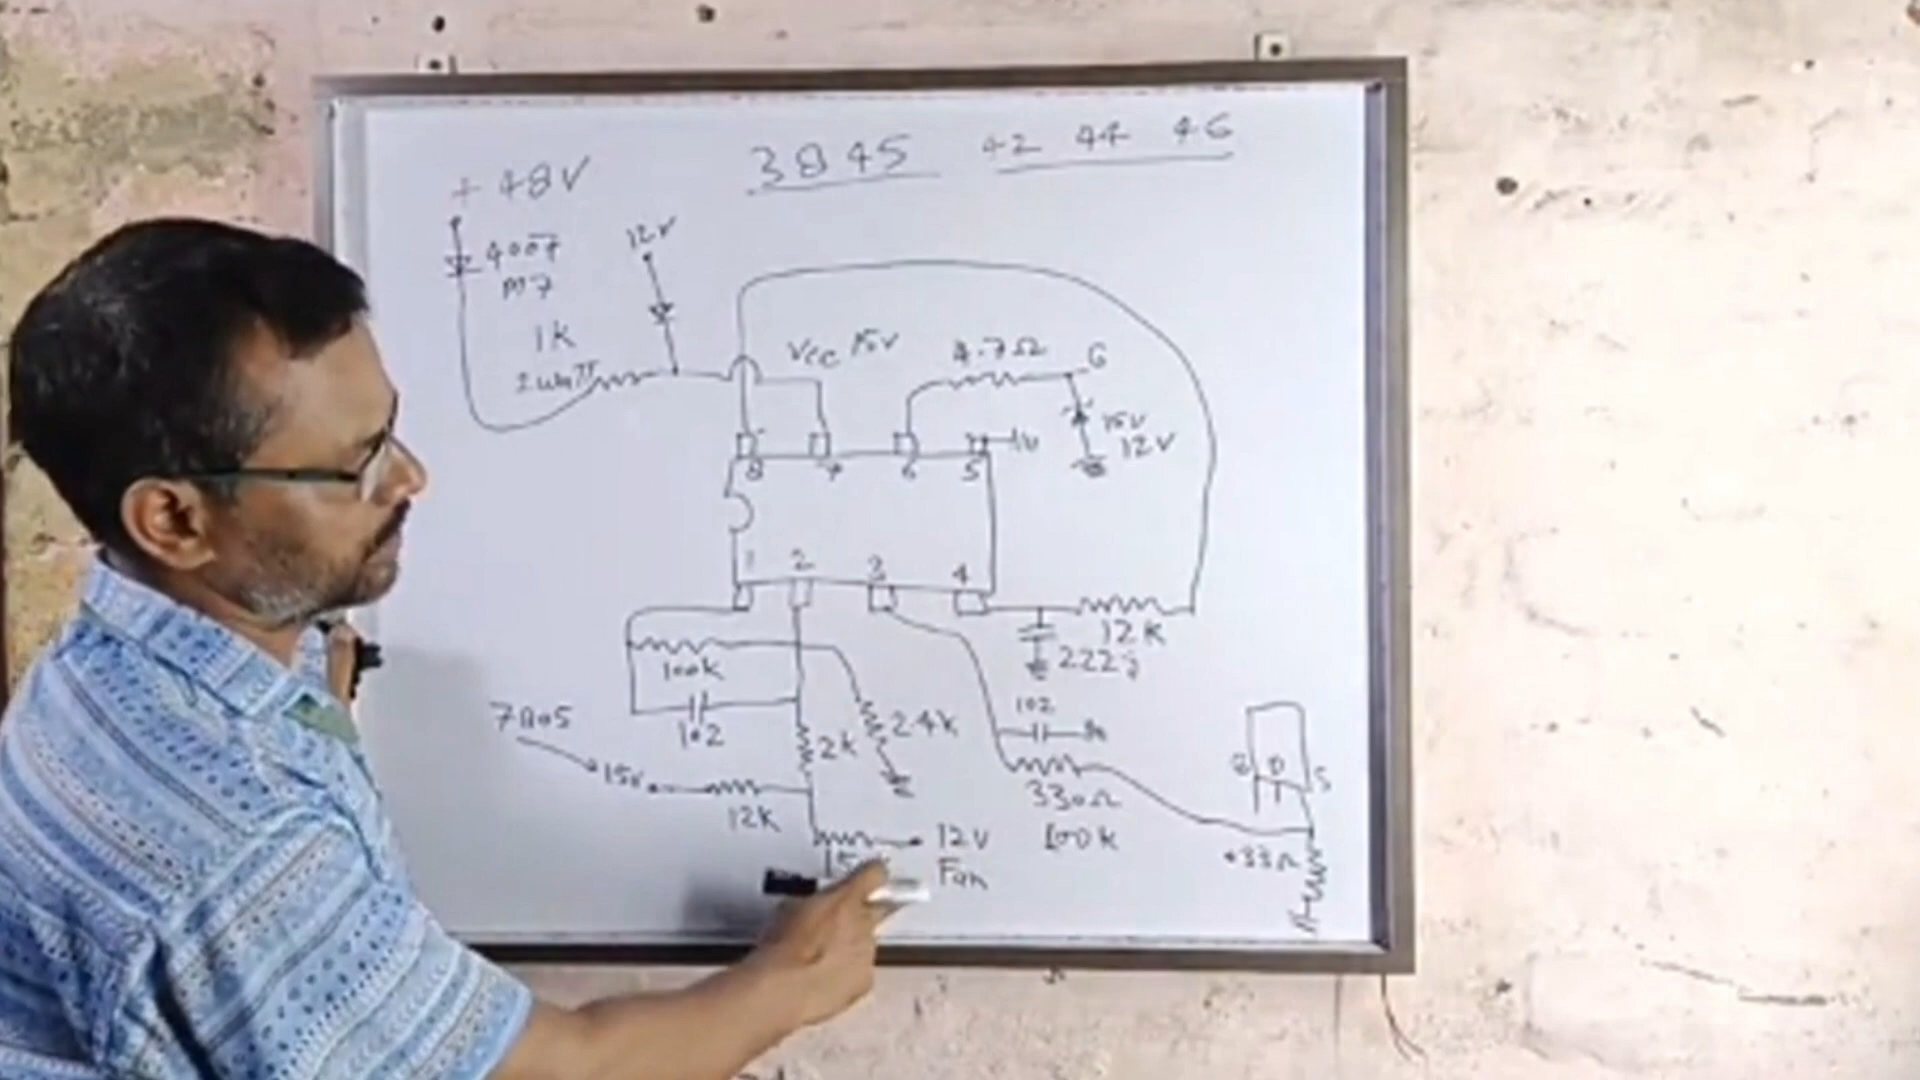 3845 42 44 46
+ 48V
4007
M7
12V
1K
2watt
Vcc 15V
4.7Ω
G
15V
12V
8 7 6 5
1 2 3 4
12K
222j
100k
102
2k
2.4k
102
330Ω
100k
7805
15v
12K
12V
Fan
G D S
.33Ω